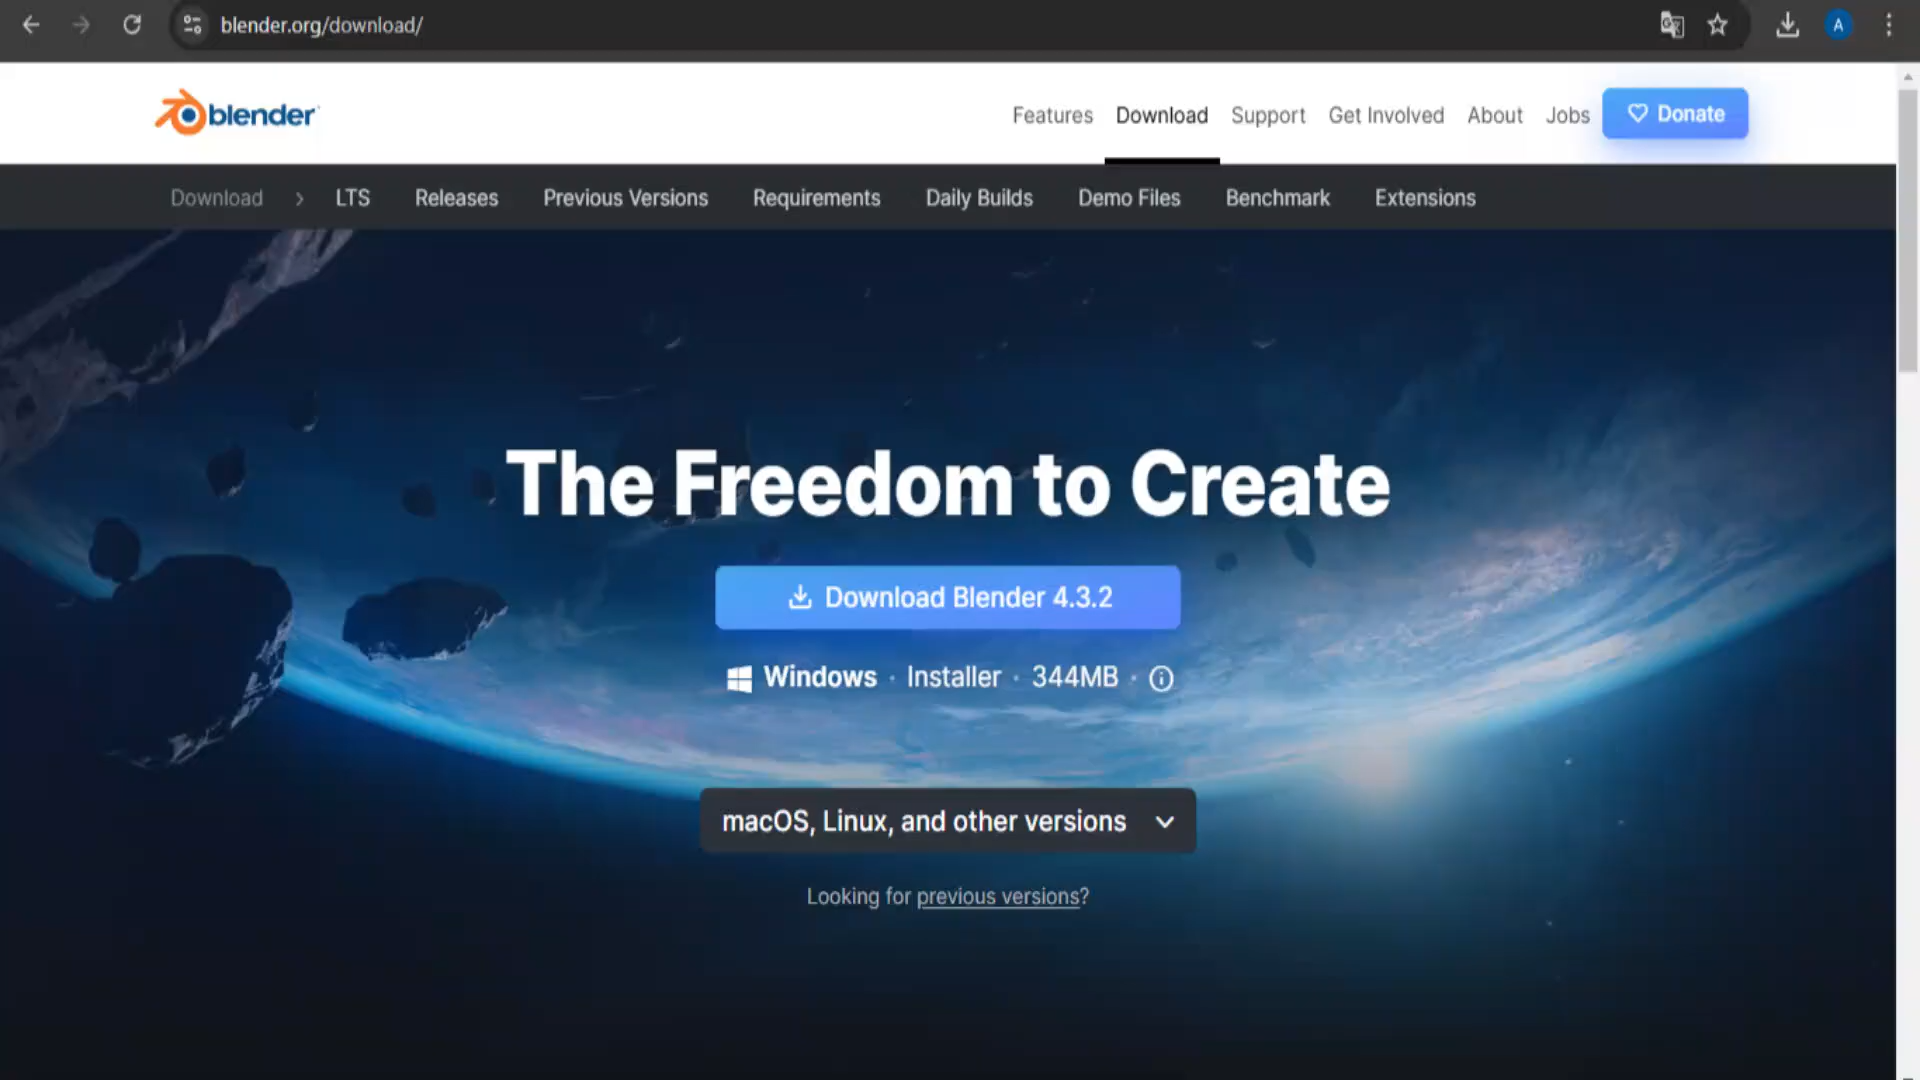 blender.org/download/
A
blender
Features Download Support Get Involved About Jobs Donate
Download > LTS Releases Previous Versions Requirements Daily Builds Demo Files Benchmark Extensions
The Freedom to Create
Download Blender 4.3.2
Windows · Installer · 344MB ·
macOS, Linux, and other versions
Looking for previous versions?